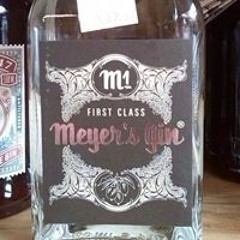 M1
FIRST CLASS
Meyer's Gin®